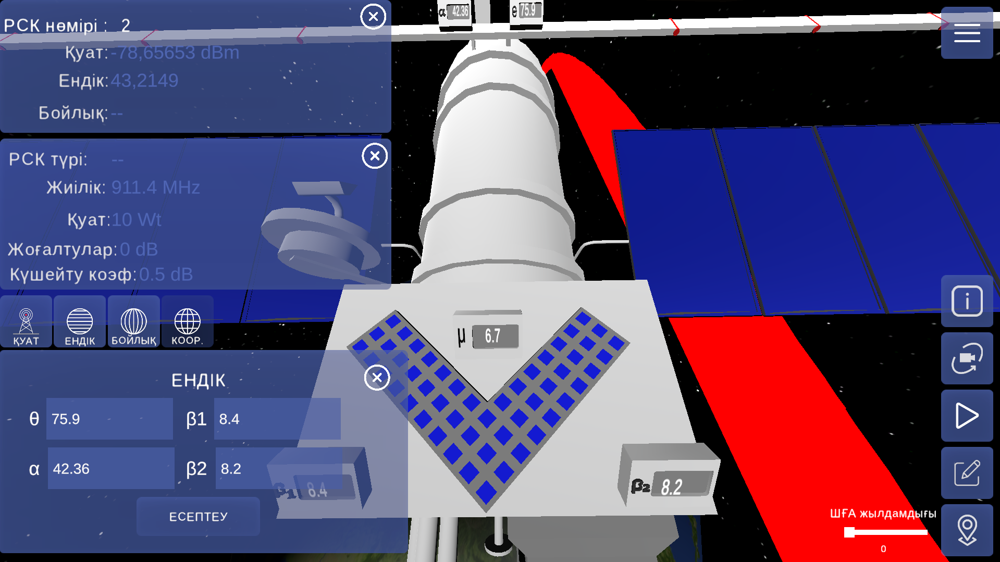 α 42.36
θ 75.9
РСК нөмірі : 2
Қуат: -78,65653 dBm
Ендік: 43,2149
Бойлық: --
РСК түрі: --
Жиілік: 911.4 MHz
Қуат: 10 Wt
Жоғалтулар: 0 dB
Күшейту коэф: 0.5 dB
ҚУАТ
ЕНДІК
БОЙЛЫҚ
КООР.
μ 6.7
ЕНДІК
θ 75.9 β1 8.4
α 42.36 β2 8.2
ЕСЕПТЕУ
β1 8.4
β2 8.2
ШҒА жылдамдығы
0